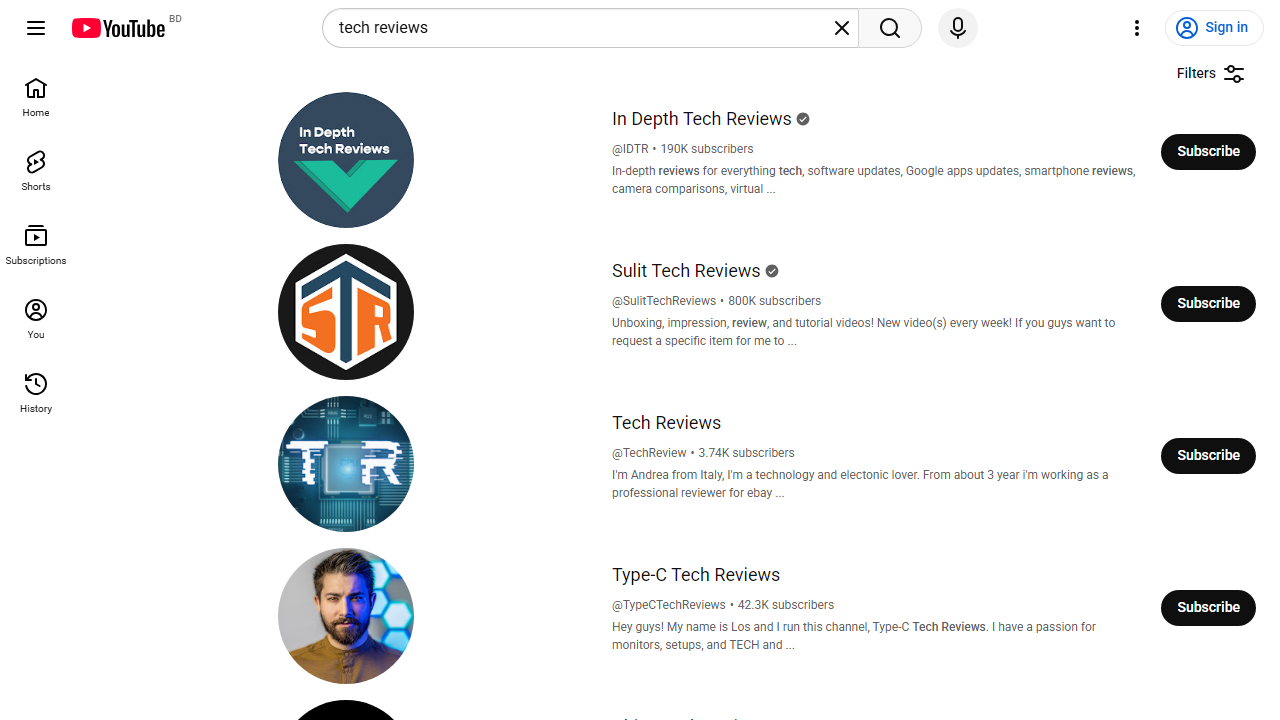 YouTube BD
tech reviews
Sign in
Filters
Home
Shorts
Subscriptions
You
History
In Depth
Tech Reviews
In Depth Tech Reviews
@IDTR • 190K subscribers
In-depth reviews for everything tech, software updates, Google apps updates, smartphone reviews,
camera comparisons, virtual ...
Subscribe
STR
Sulit Tech Reviews
@SulitTechReviews • 800K subscribers
Unboxing, impression, review, and tutorial videos! New video(s) every week! If you guys want to
request a specific item for me to ...
Subscribe
TR
Tech Reviews
@TechReview • 3.74K subscribers
I'm Andrea from Italy, I'm a technology and electonic lover. From about 3 year i'm working as a
professional reviewer for ebay ...
Subscribe
Type-C Tech Reviews
@TypeCTechReviews • 42.3K subscribers
Hey guys! My name is Los and I run this channel, Type-C Tech Reviews. I have a passion for
monitors, setups, and TECH and ...
Subscribe